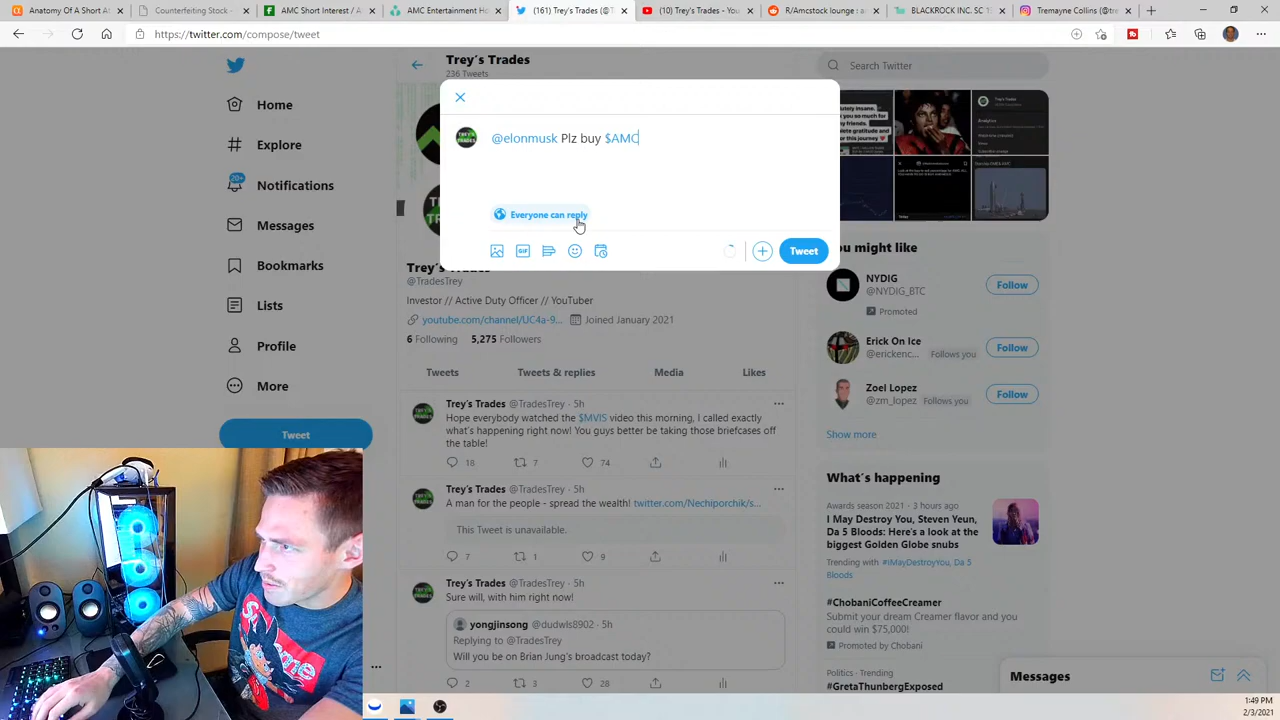 Anatomy Of A Short A
Counterfeiting Stock -
AMC Short Interest / A
AMC Entertainment Ho
(161) Trey's Trades (@T
(10) Trey's Trades - You
R/Amcstock lounge : a
BLACKROCK INC. SC 13
Tremayne Collins (@tre
https://twitter.com/compose/tweet
Trey's Trades
236 Tweets
Search Twitter
Home
Notifications
Messages
Bookmarks
Lists
Profile
More
Tweet
@elonmusk Plz buy $AMC
Everyone can reply
GIF
Tweet
@TradesTrey
Investor // Active Duty Officer // YouTuber
youtube.com/channel/UC4a-9... Joined January 2021
6 Following 5,275 Followers
Tweets Tweets & replies Media Likes
Trey's Trades @TradesTrey · 5h
Hope everybody watched the $MVIS video this morning, I called exactly
what's happening right now! You guys better be taking those briefcases off
the table!
18 7 74
Trey's Trades @TradesTrey · 5h
A man for the people - spread the wealth! twitter.com/Nechiporchik/s...
This Tweet is unavailable.
7 1 9
Trey's Trades @TradesTrey · 5h
Sure will, with him right now!
yongjinsong @dudwls8902 · 5h
Replying to @TradesTrey
Will you be on Brian Jung's broadcast today?
2 3 28
You might like
NYDIG
@NYDIG_BTC
Promoted
Follow
Erick On Ice
@erickenc... Follows you
Follow
Zoel Lopez
@zm_lopez Follows you
Follow
Show more
What's happening
Awards season 2021 · 3 hours ago
I May Destroy You, Steven Yeun,
Da 5 Bloods: Here's a look at the
biggest Golden Globe snubs
Trending with #IMayDestroyYou, Da 5
Bloods
#ChobaniCoffeeCreamer
Submit your dream Creamer flavor and you
could win $75,000!
Promoted by Chobani
Politics · Trending
#GretaThunbergExposed
Messages
1:49 PM
2/3/2021